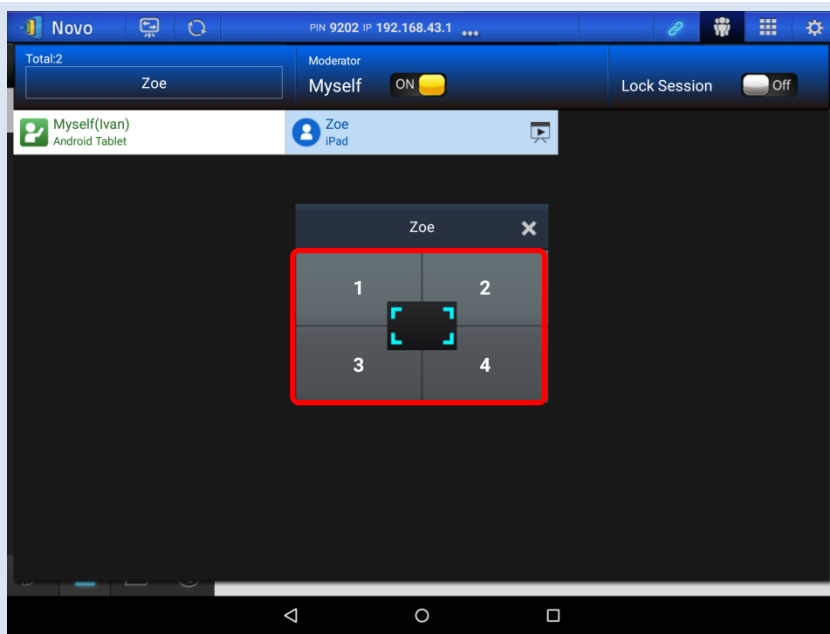 Novo
PIN 9202 IP 192.168.43.1 ...
Total:2
Zoe
Moderator
Myself ON
Lock Session Off
Myself(Ivan)
Android Tablet
Zoe
iPad
Zoe
1 2
3 4